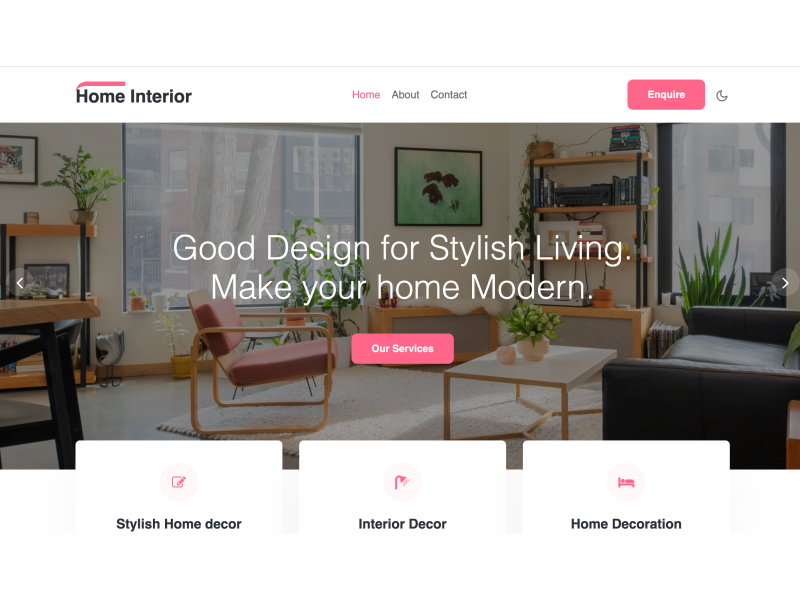 Home Interior
Home About Contact
Enquire
Good Design for Stylish Living.
Make your home Modern.
Our Services
Stylish Home decor
Interior Decor
Home Decoration